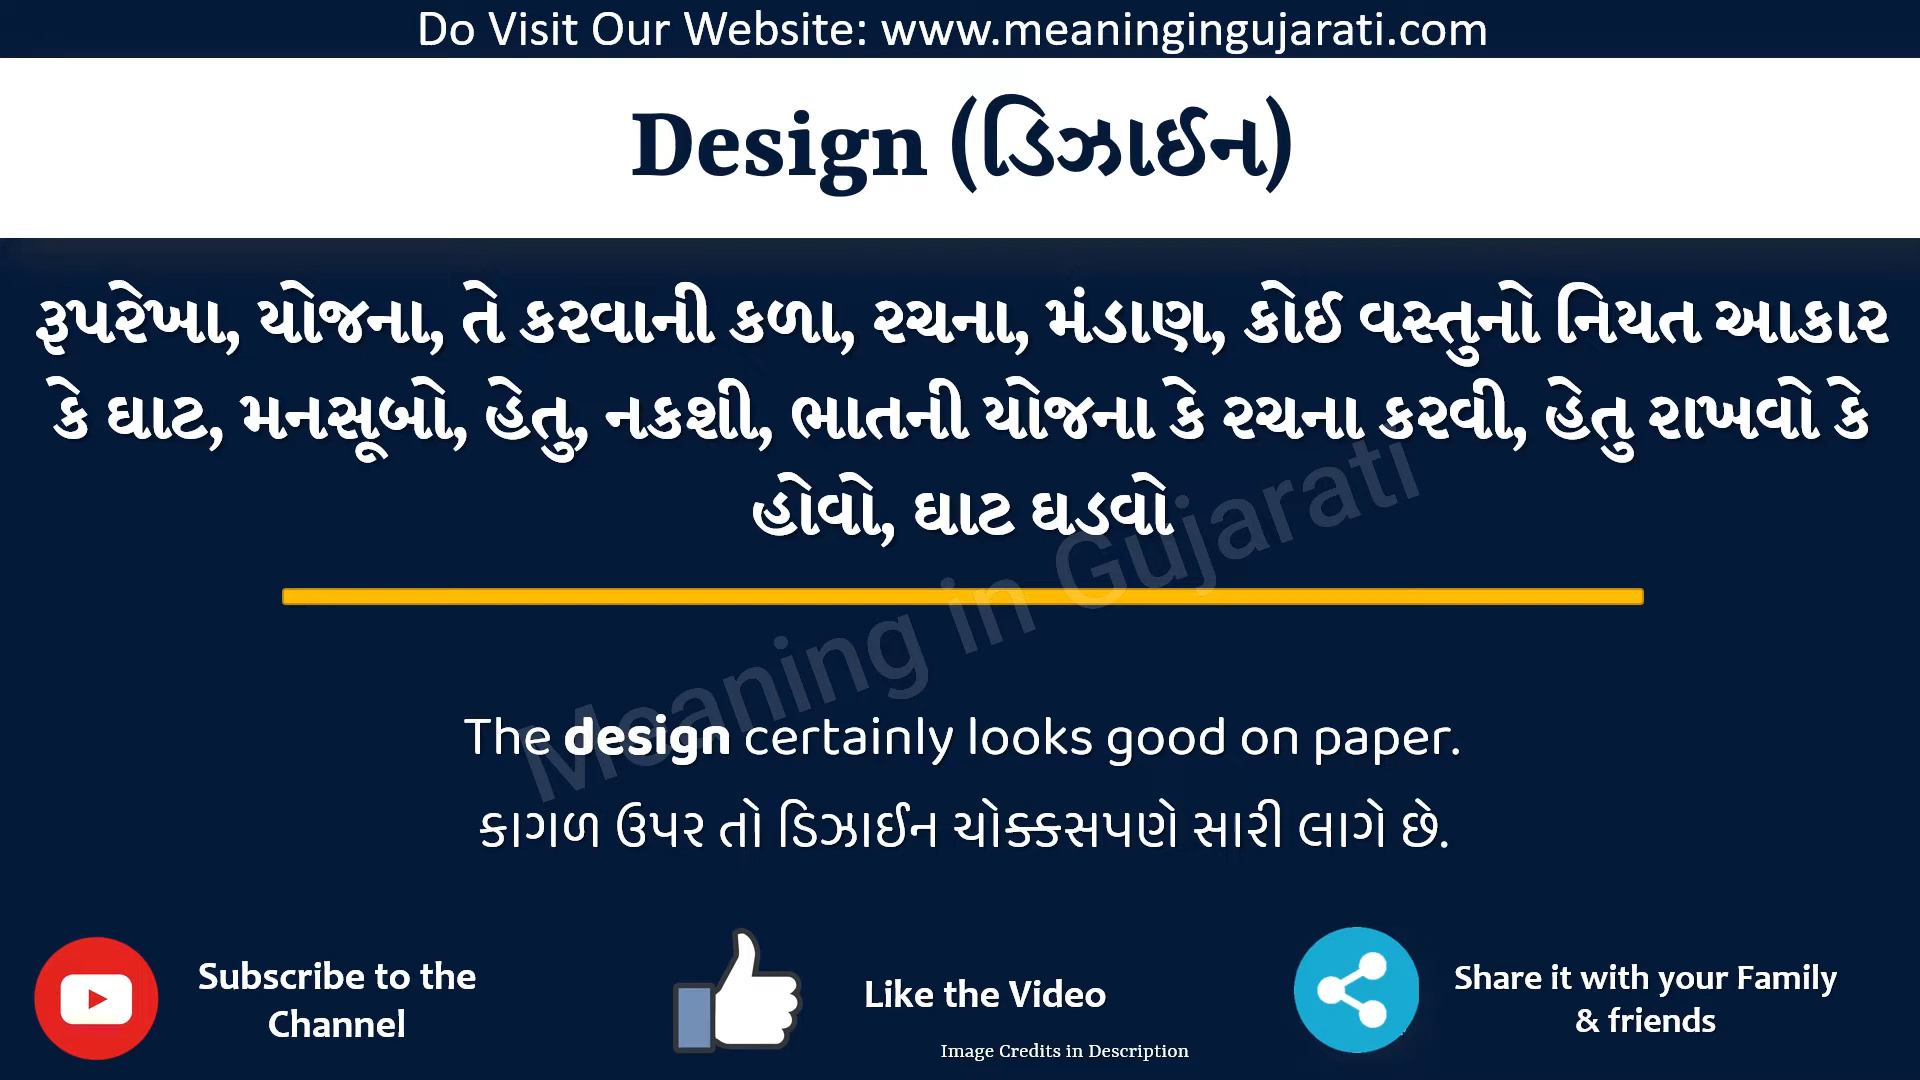 Do Visit Our Website: www.meaningingujarati.com
Design (ડિઝાઈન)
રૂપરેખા, યોજના, તે કરવાની કળા, રચના, મંડાણ, કોઈ વસ્તુનો નિયત આકાર
કે ઘાટ, મનસૂબો, હેતુ, નકશી, ભાતની યોજના કે રચના કરવી, હેતુ રાખવો કે
હોવો, ઘાટ ઘડવો
Meaning in Gujarati
The design certainly looks good on paper.
કાગળ ઉપર તો ડિઝાઈન ચોક્કસપણે સારી લાગે છે.
Subscribe to the
Channel
Like the Video
Share it with your Family
& friends
Image Credits in Description